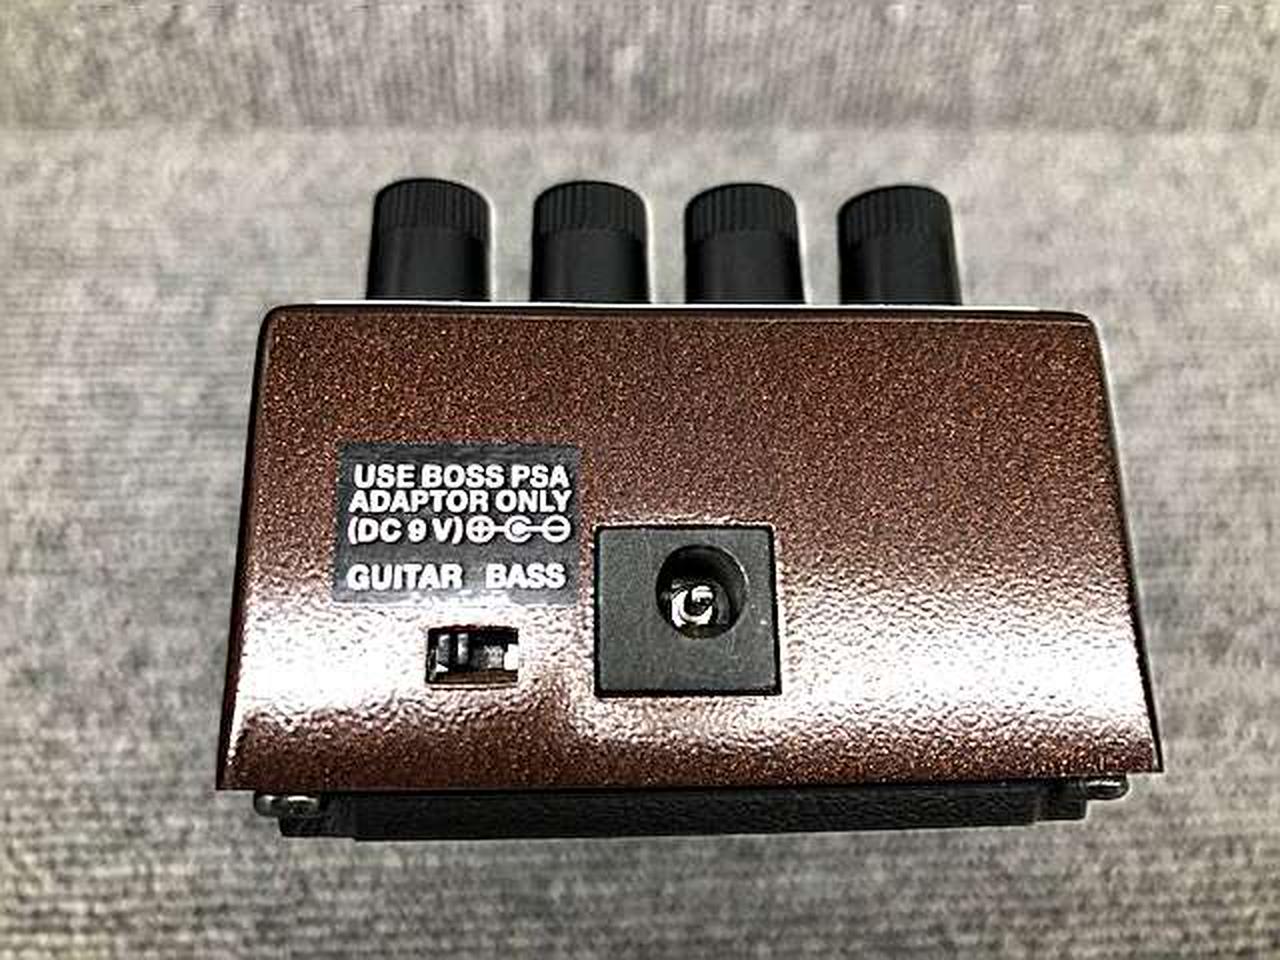 USE BOSS PSA
ADAPTOR ONLY
(DC 9 V)⊕-C-⊖
GUITAR BASS